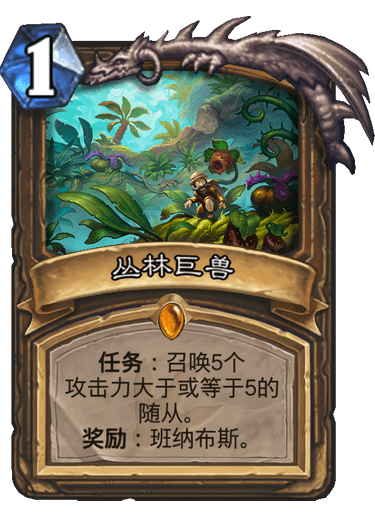 1
丛林巨兽
任务：召唤5个
攻击力大于或等于5的
随从。
奖励：班纳布斯。